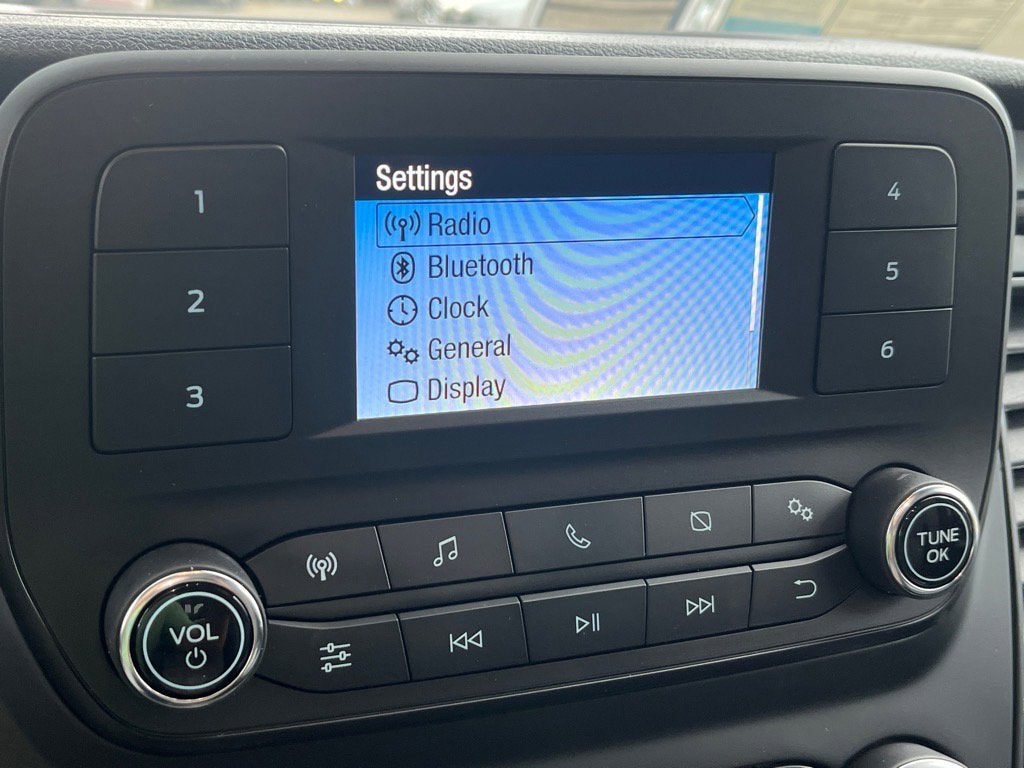 1
2
3
Settings
Radio
Bluetooth
Clock
General
Display
4
5
6
VOL
TUNE
OK